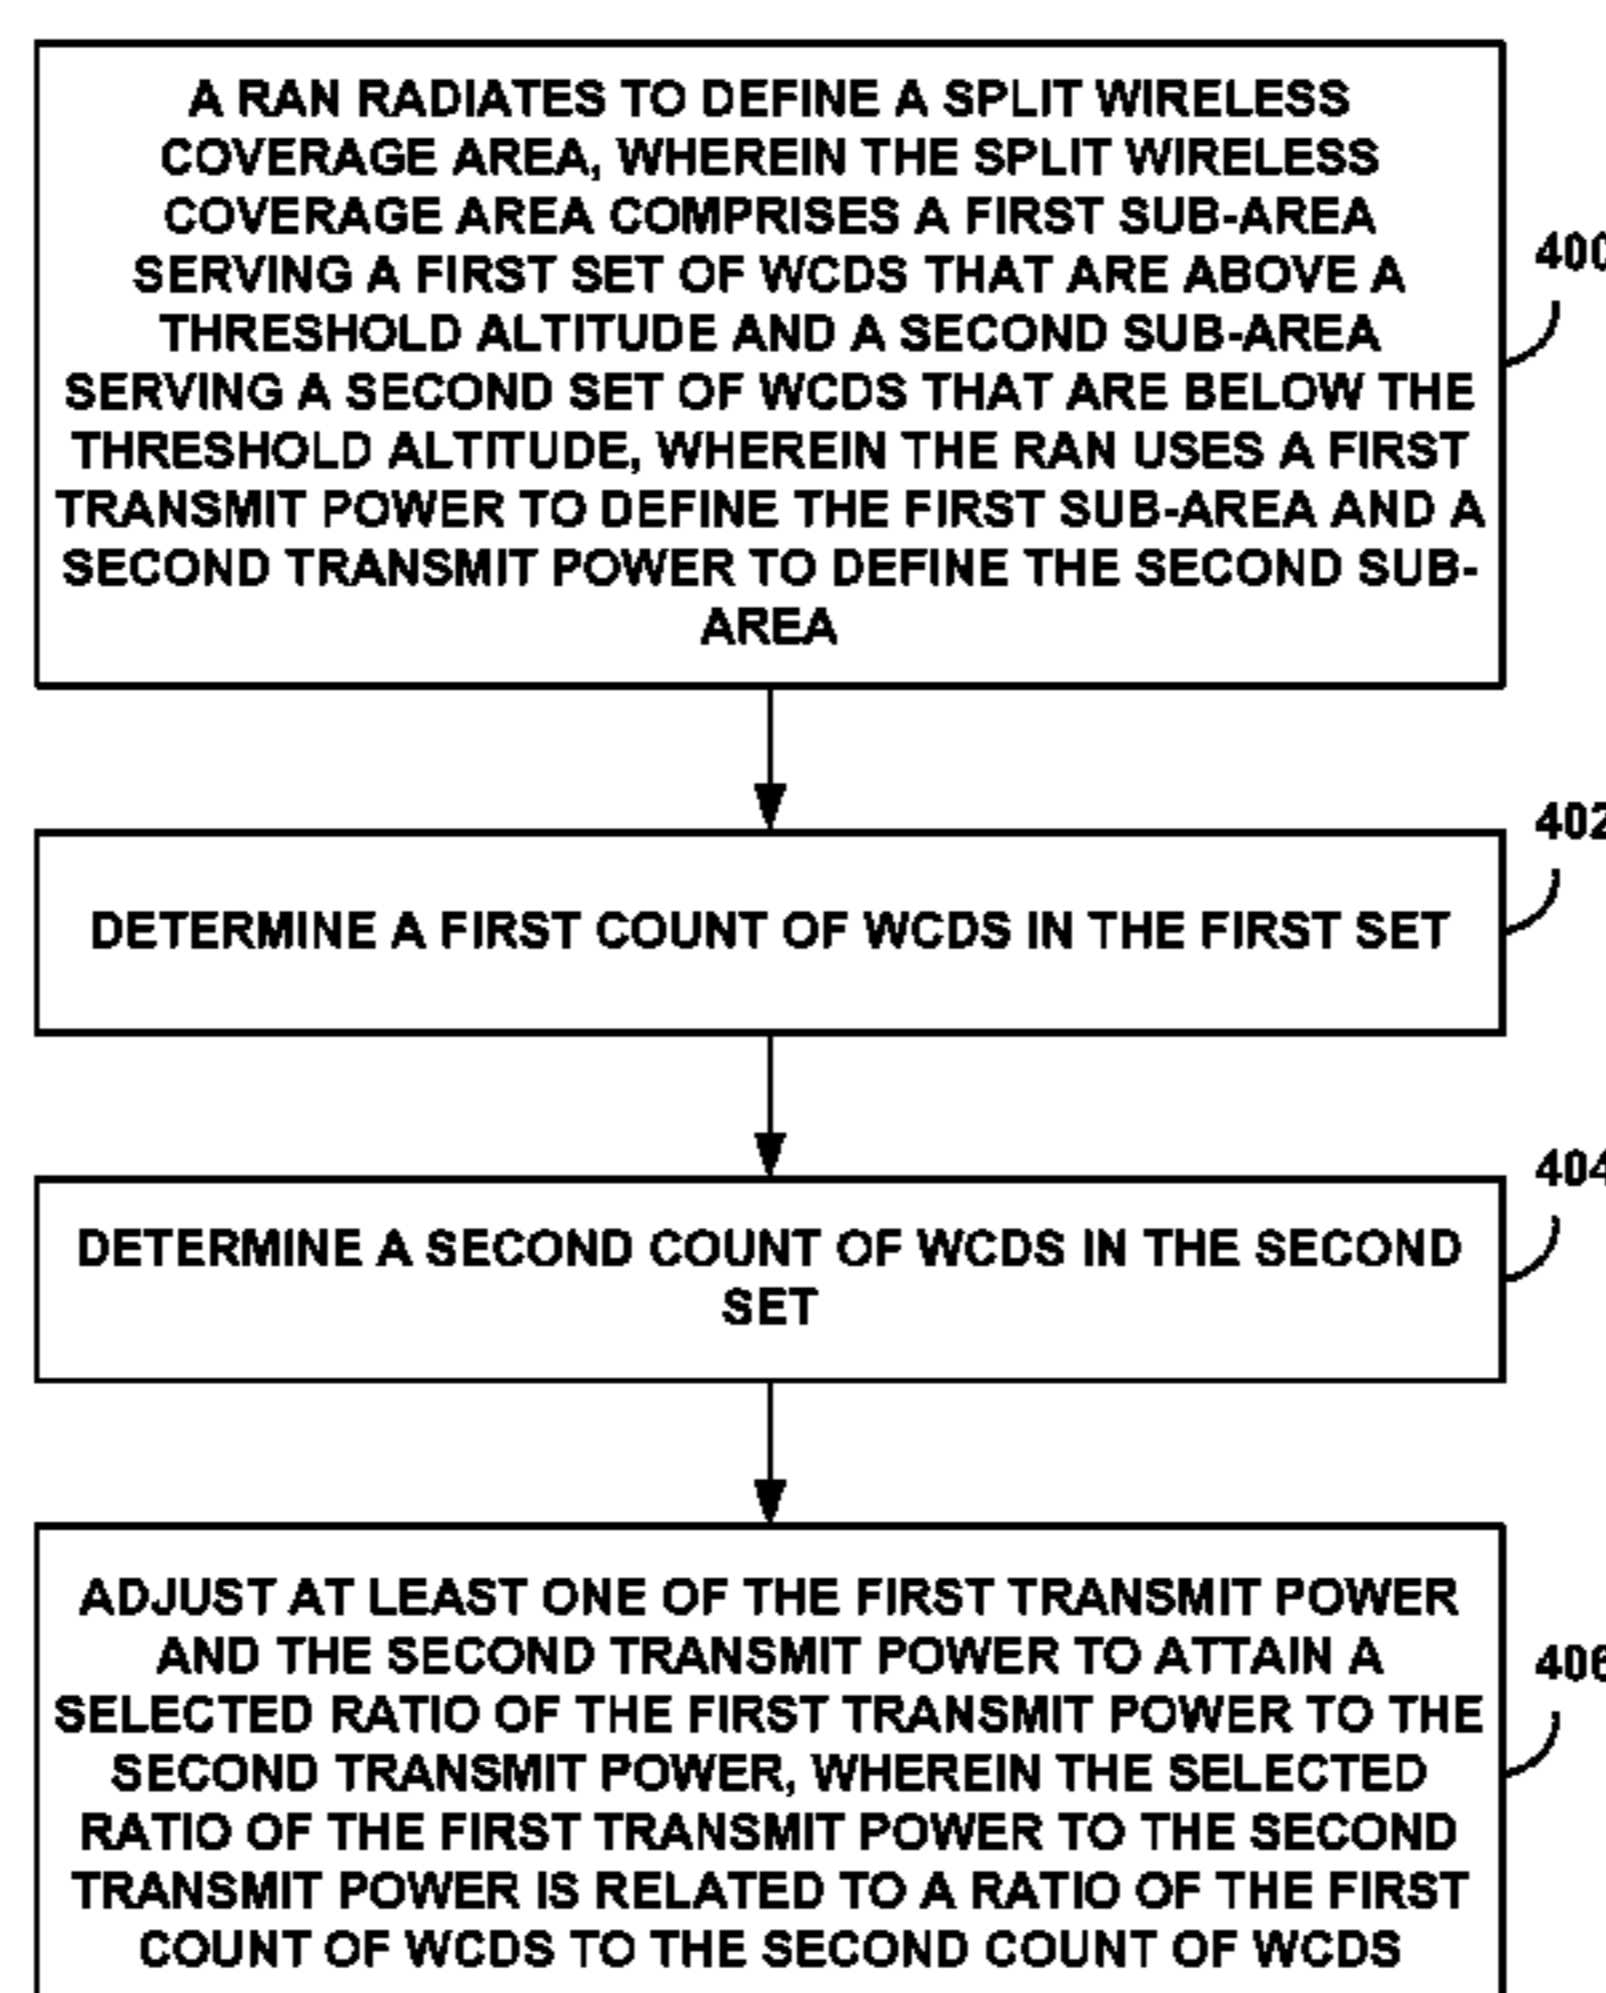 A RAN RADIATES TO DEFINE A SPLIT WIRELESS
COVERAGE AREA, WHEREIN THE SPLIT WIRELESS
COVERAGE AREA COMPRISES A FIRST SUB-AREA
SERVING A FIRST SET OF WCDS THAT ARE ABOVE A
THRESHOLD ALTITUDE AND A SECOND SUB-AREA
SERVING A SECOND SET OF WCDS THAT ARE BELOW THE
THRESHOLD ALTITUDE, WHEREIN THE RAN USES A FIRST
TRANSMIT POWER TO DEFINE THE FIRST SUB-AREA AND A
SECOND TRANSMIT POWER TO DEFINE THE SECOND SUB-
AREA
400
402
DETERMINE A FIRST COUNT OF WCDS IN THE FIRST SET
404
DETERMINE A SECOND COUNT OF WCDS IN THE SECOND
SET
ADJUST AT LEAST ONE OF THE FIRST TRANSMIT POWER
AND THE SECOND TRANSMIT POWER TO ATTAIN A
SELECTED RATIO OF THE FIRST TRANSMIT POWER TO THE
SECOND TRANSMIT POWER, WHEREIN THE SELECTED
RATIO OF THE FIRST TRANSMIT POWER TO THE SECOND
TRANSMIT POWER IS RELATED TO A RATIO OF THE FIRST
COUNT OF WCDS TO THE SECOND COUNT OF WCDS
406